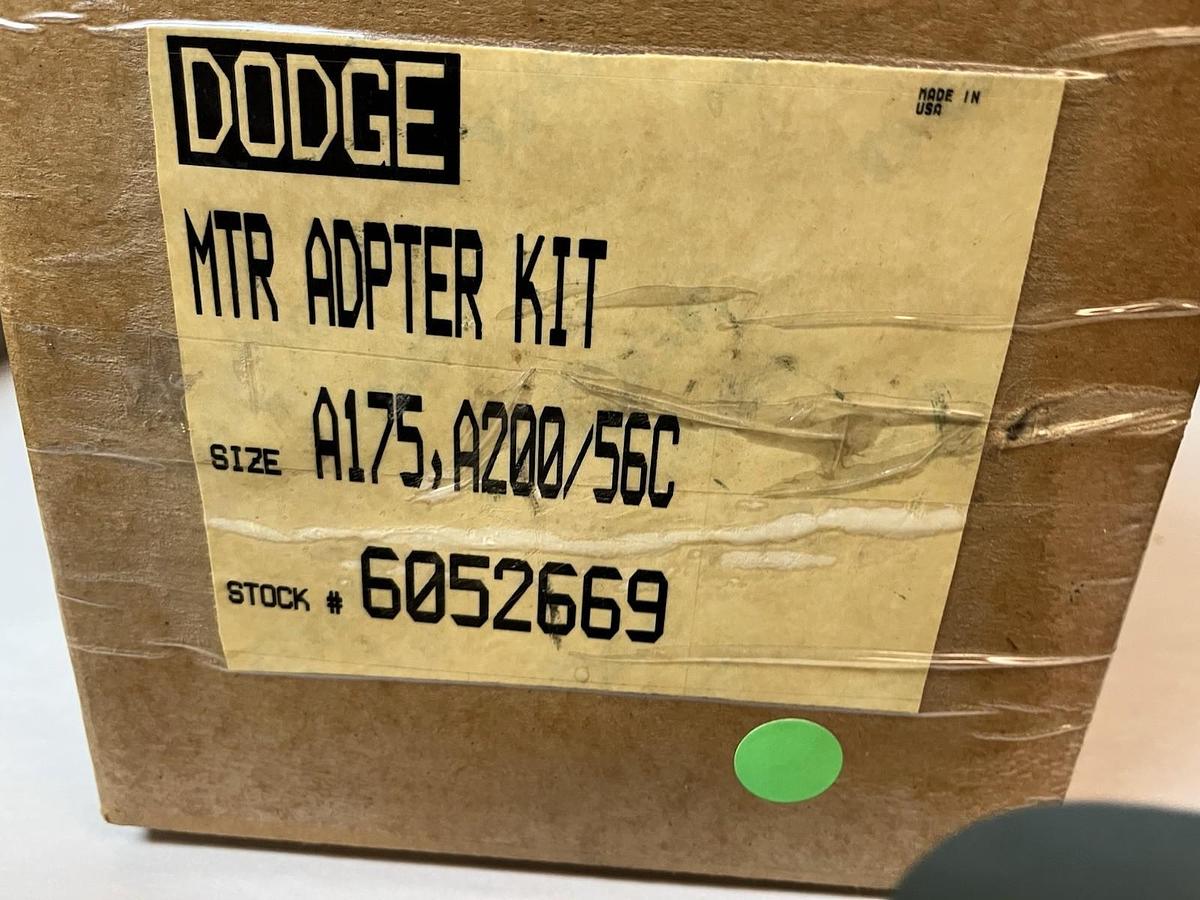 DODGE
MADE IN
USA
MTR ADPTER KIT
SIZE A175,A200/56C
STOCK # 6052669